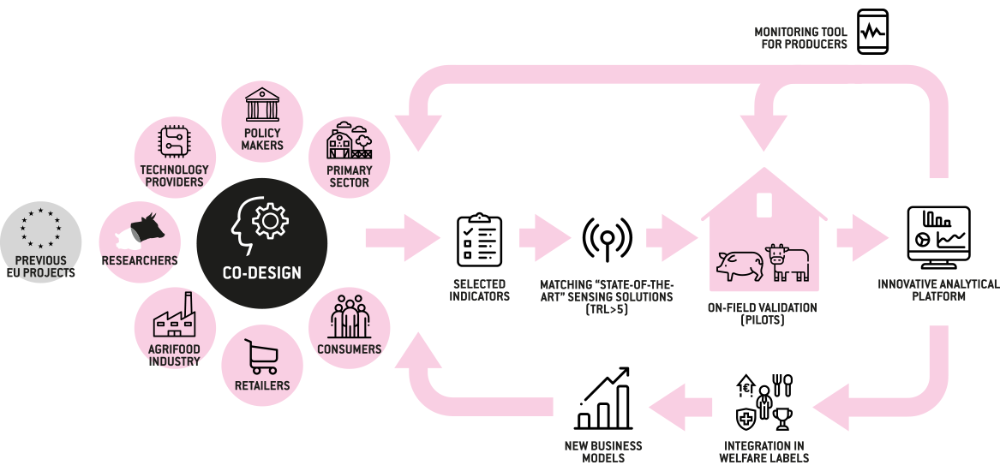 MONITORING TOOL
FOR PRODUCERS
POLICY
MAKERS
TECHNOLOGY
PROVIDERS
PRIMARY
SECTOR
PREVIOUS
EU PROJECTS
RESEARCHERS
CO-DESIGN
AGRIFOOD
INDUSTRY
RETAILERS
CONSUMERS
SELECTED
INDICATORS
MATCHING “STATE-OF-THE-
ART” SENSING SOLUTIONS
(TRL>5)
ON-FIELD VALIDATION
(PILOTS)
INNOVATIVE ANALYTICAL
PLATFORM
€
INTEGRATION IN
WELFARE LABELS
NEW BUSINESS
MODELS